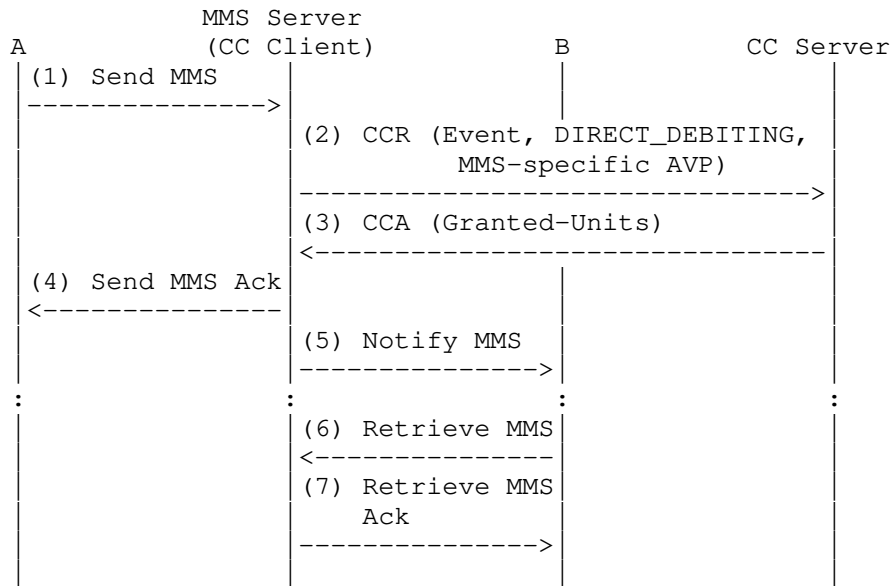 MMS Server
A (CC Client) B CC Server
(1) Send MMS
(2) CCR (Event, DIRECT_DEBITING,
MMS-specific AVP)
(3) CCA (Granted-Units)
(4) Send MMS Ack
(5) Notify MMS
: : : :
(6) Retrieve MMS
(7) Retrieve MMS
Ack